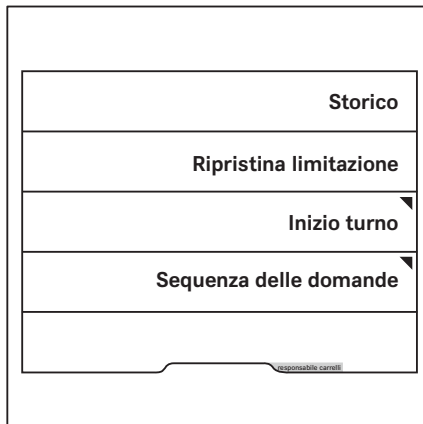 Storico
Ripristina limitazione
Inizio turno
Sequenza delle domande
responsabile carrelli